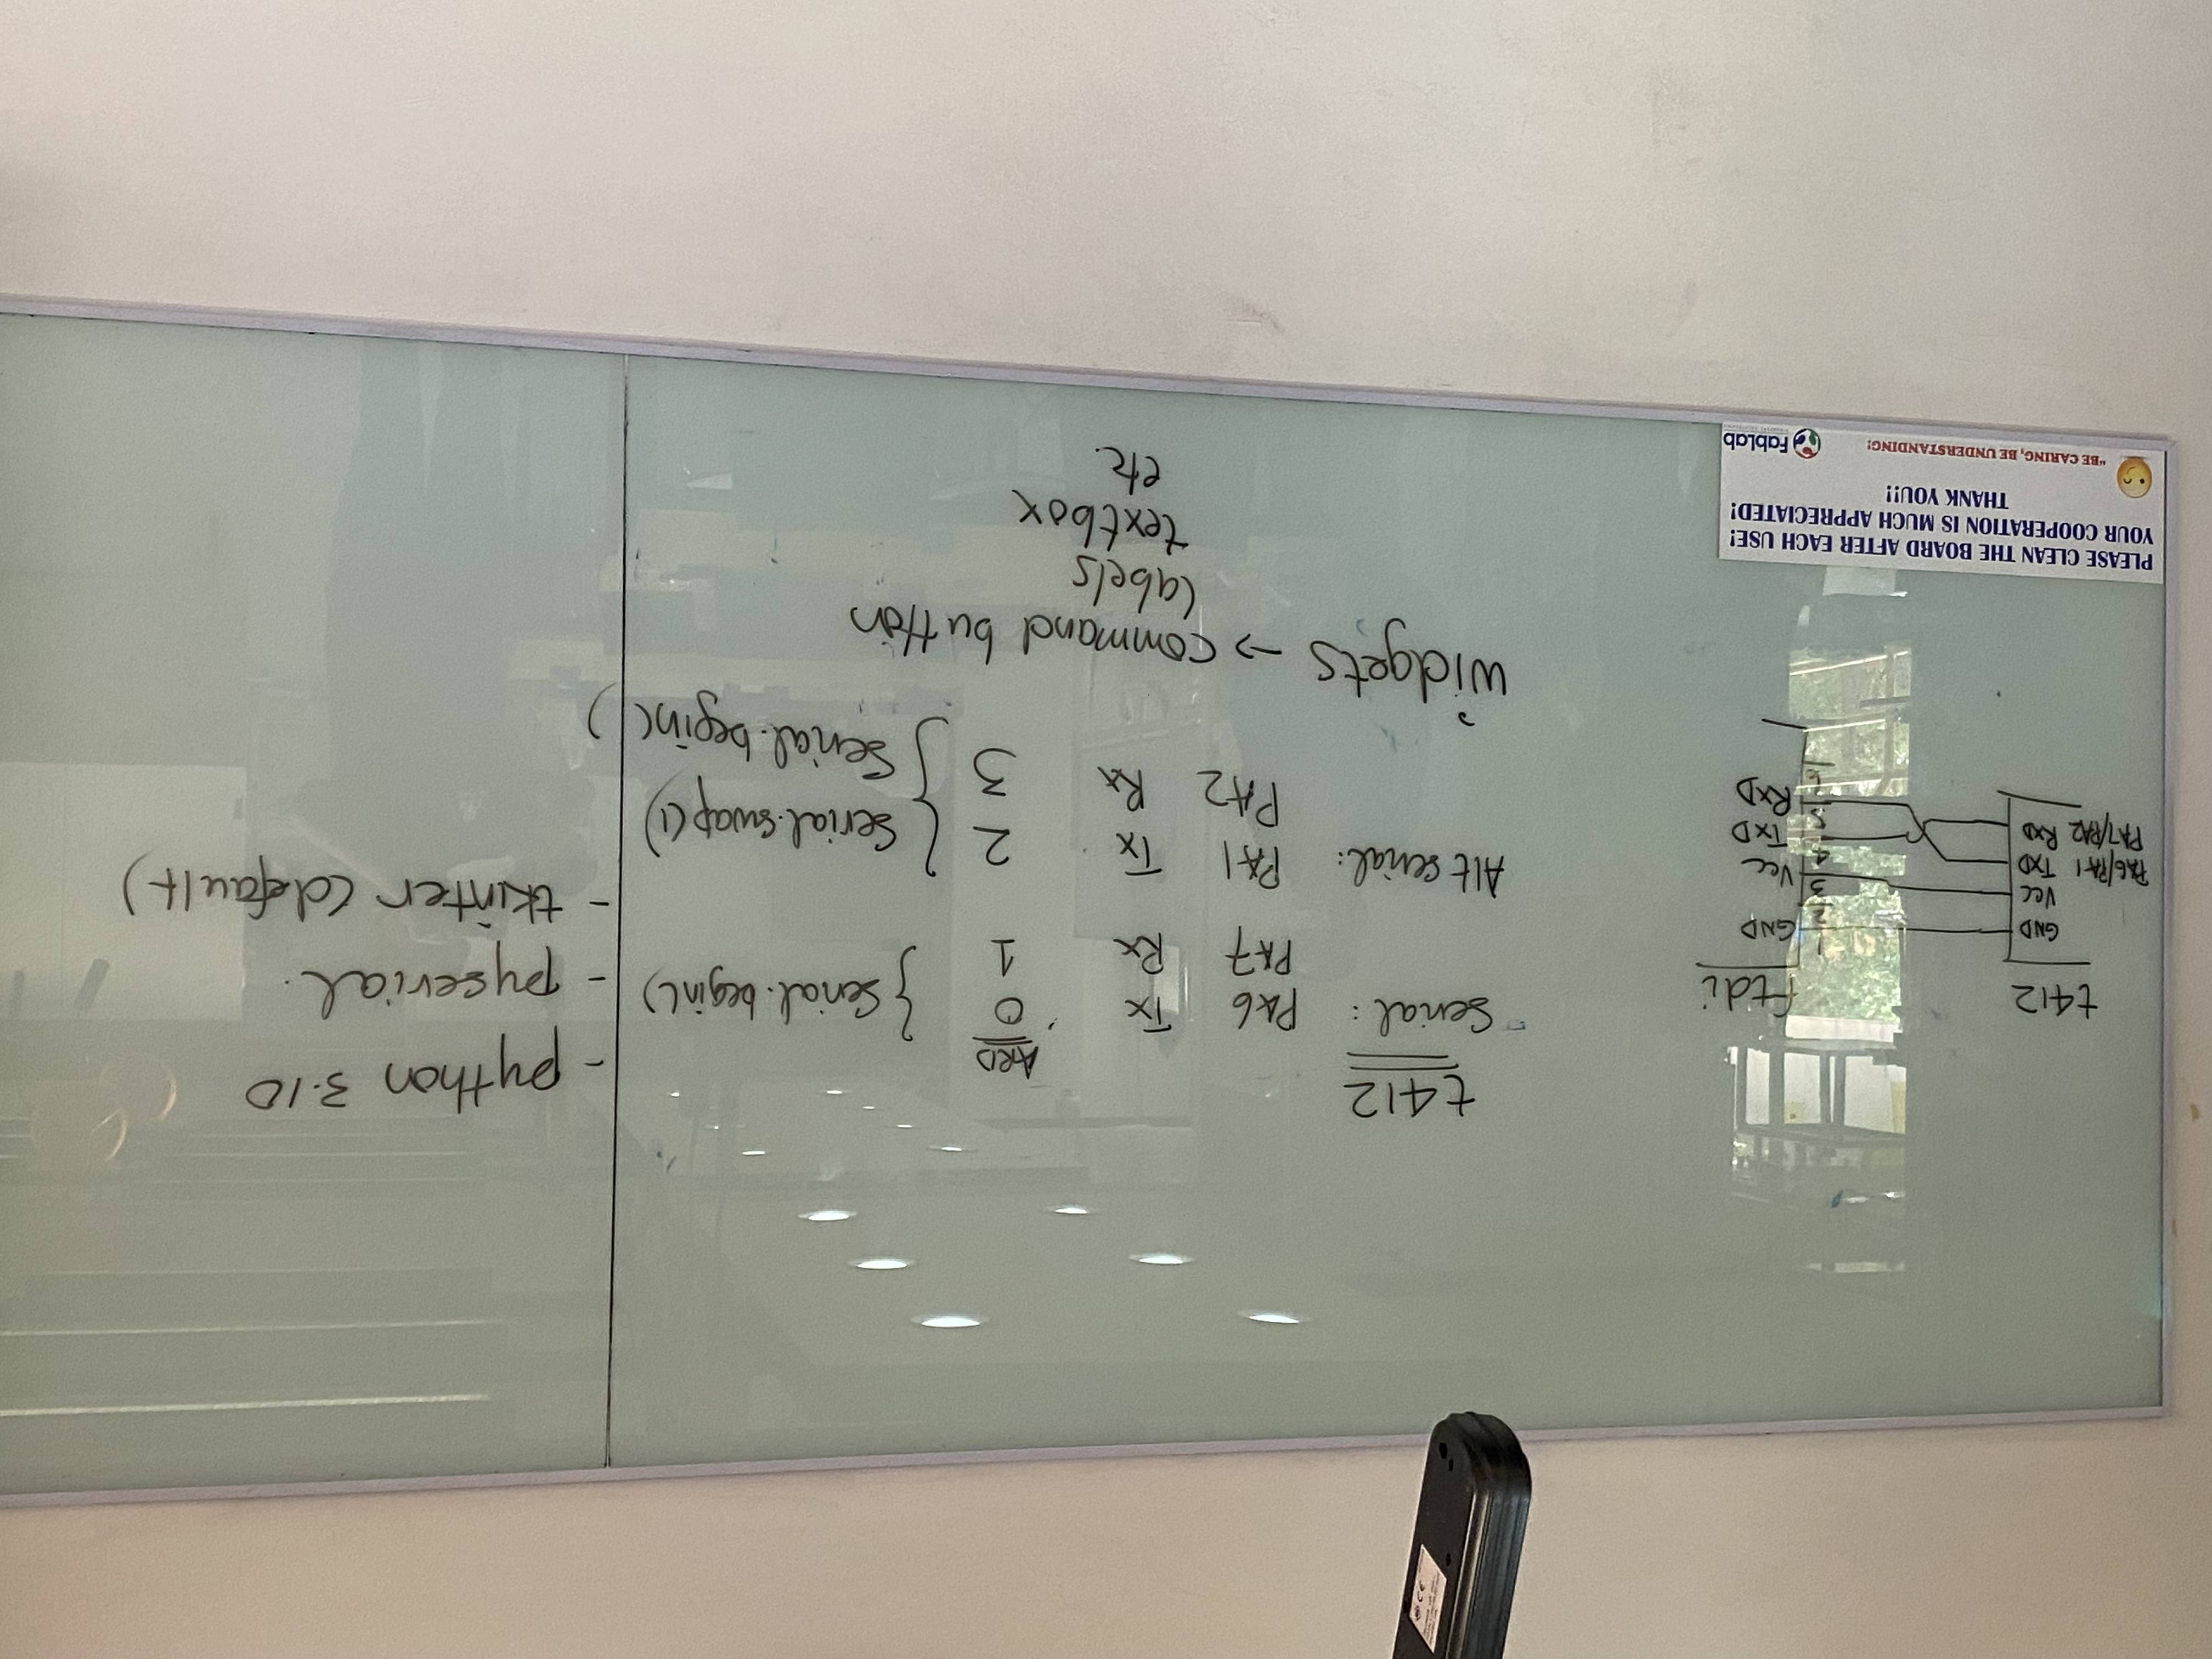 t412
ftdi
GND
Vcc
PA6/PA1 TxD
PA7/PA2 RxD
1
2
3
4
5
6
GND
Vcc
TxD
RxD
t412
ARD
Serial: PA6 Tx 0 } Serial.begin()
PA7 Rx 1
Alt serial: PA1 Tx 2 } Serial.swap(1)
PA2 Rx 3 Serial.begin( )
widgets → command button
labels
textbox
etc.
- python 3.10
- pyserial.
- tkinter (default)
PLEASE CLEAN THE BOARD AFTER EACH USE!
YOUR COOPERATION IS MUCH APPRECIATED!
THANK YOU!!
"BE CARING, BE UNDERSTANDING!
FabLab